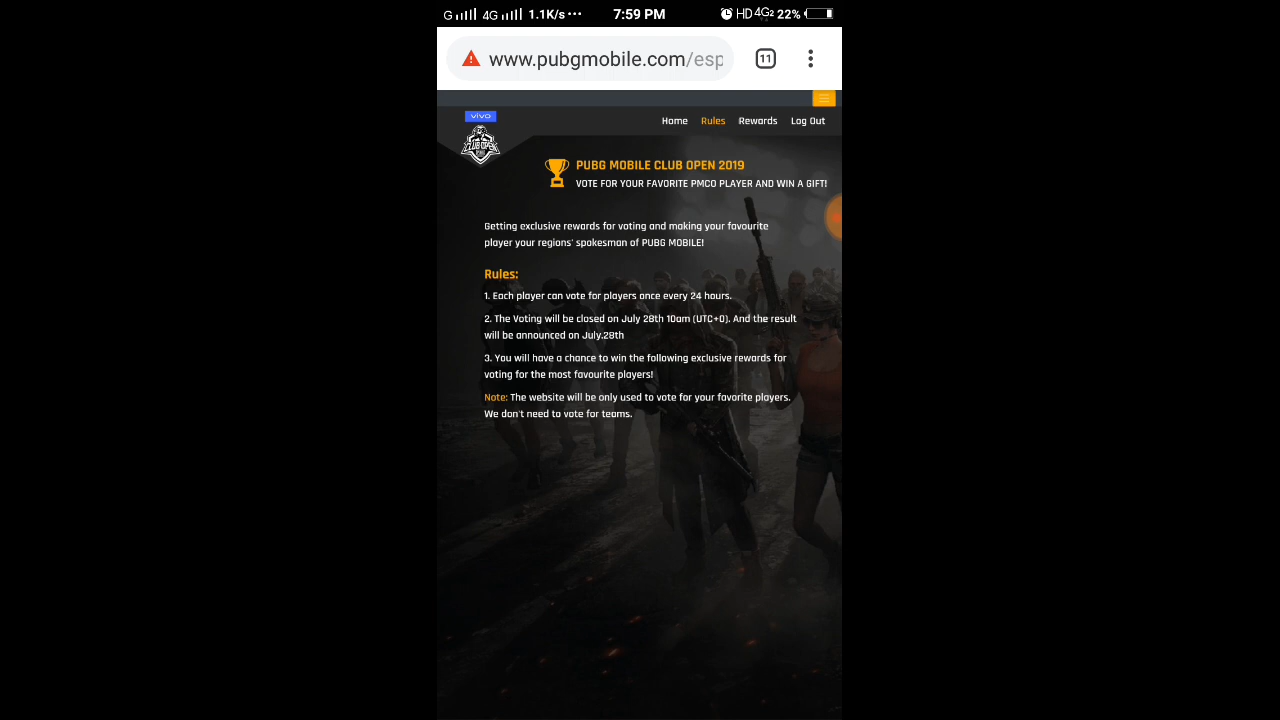 G 4G 1.1K/s ··· 7:59 PM HD 4G2 22%
www.pubgmobile.com/esp 11
vivo
CLUB OPEN
Home Rules Rewards Log Out
PUBG MOBILE CLUB OPEN 2019
VOTE FOR YOUR FAVORITE PMCO PLAYER AND WIN A GIFT!
Getting exclusive rewards for voting and making your favourite
player your regions' spokesman of PUBG MOBILE!
Rules:
1. Each player can vote for players once every 24 hours.
2. The Voting will be closed on July 28th 10am (UTC+0). And the result
will be announced on July.28th
3. You will have a chance to win the following exclusive rewards for
voting for the most favourite players!
Note: The website will be only used to vote for your favorite players.
We don't need to vote for teams.